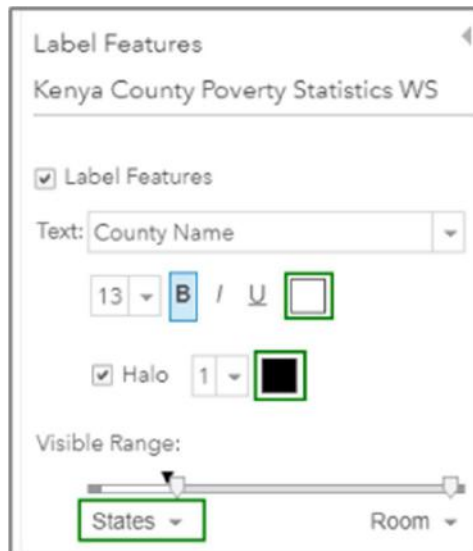 Label Features
Kenya County Poverty Statistics WS
Label Features
Text: County Name
13 B I U
Halo 1
Visible Range:
States Room